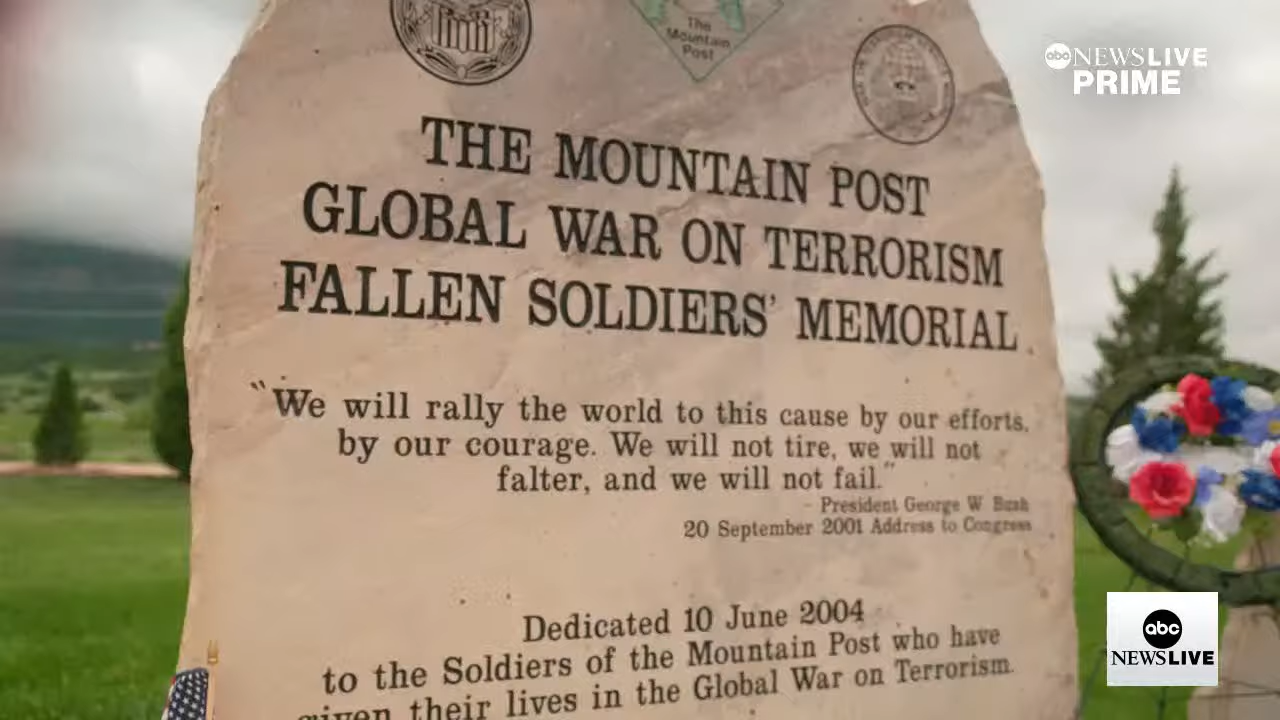 The
Mountain
Post
abc NEWS LIVE
PRIME
THE MOUNTAIN POST
GLOBAL WAR ON TERRORISM
FALLEN SOLDIERS' MEMORIAL
"We will rally the world to this cause by our efforts,
by our courage. We will not tire, we will not
falter, and we will not fail."
- President George W Bush
20 September 2001 Address to Congress
Dedicated 10 June 2004
to the Soldiers of the Mountain Post who have
given their lives in the Global War on Terrorism.
abc
NEWS LIVE